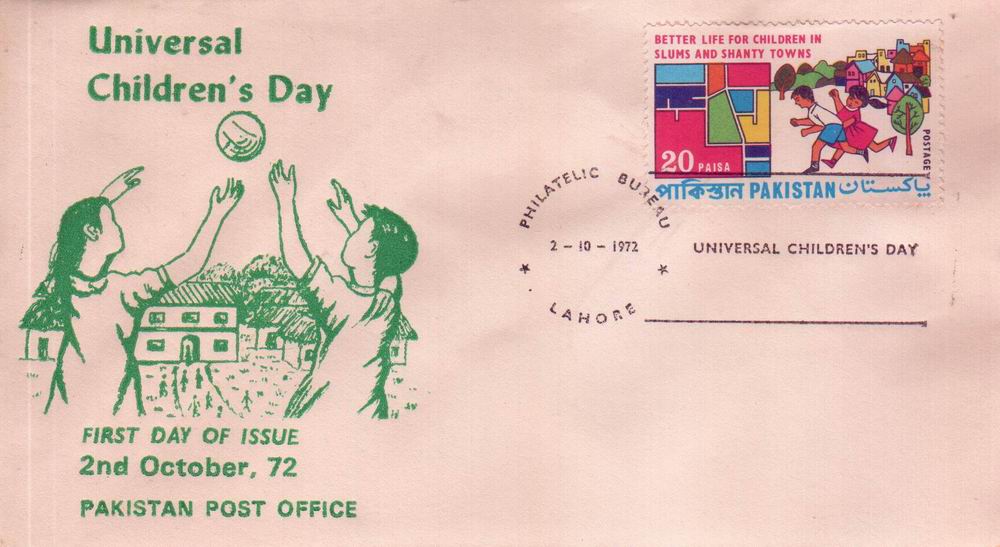 Universal
Children's Day
FIRST DAY OF ISSUE
2nd October, 72
PAKISTAN POST OFFICE
BETTER LIFE FOR CHILDREN IN
SLUMS AND SHANTY TOWNS
20 PAISA
POSTAGE
পাকিস্তান PAKISTAN پاکستان
PHILATELIC BUREAU
2 - 10 - 1972
LAHORE
UNIVERSAL CHILDREN'S DAY